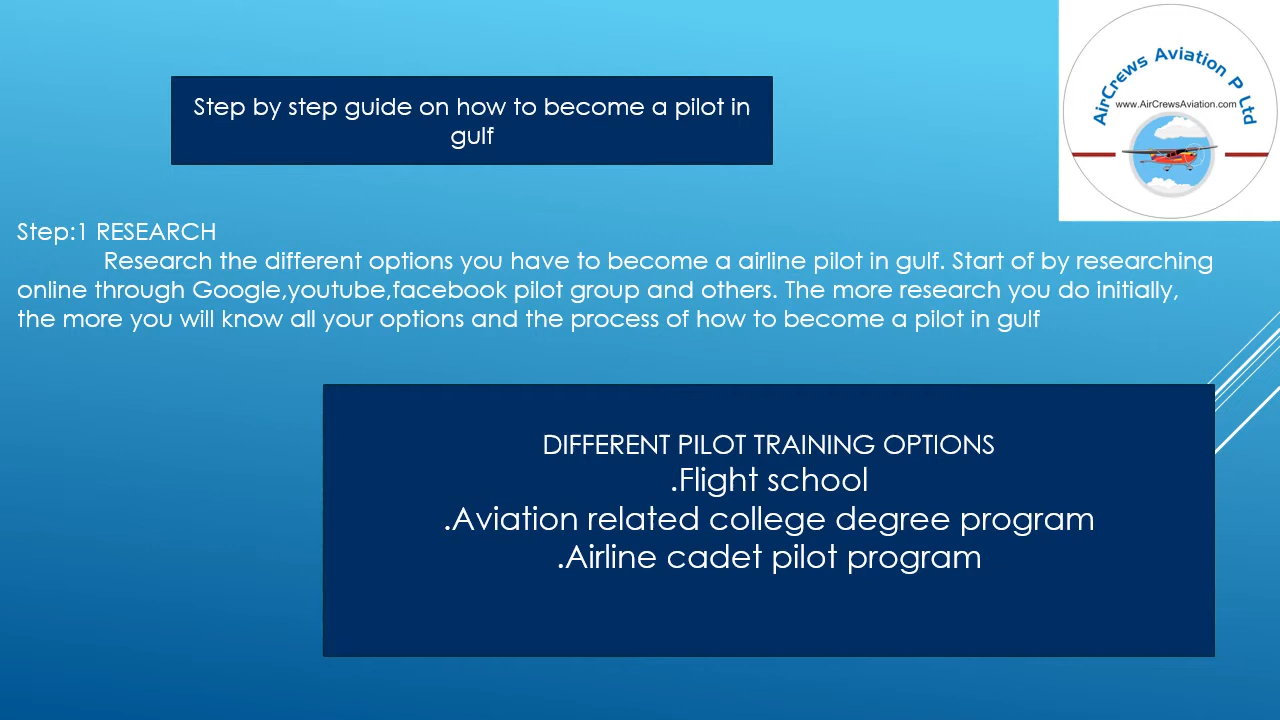 Step by step guide on how to become a pilot in
gulf
AirCrews Aviation P Ltd
www.AirCrewsAviation.com
Step:1 RESEARCH
Research the different options you have to become a airline pilot in gulf. Start of by researching
online through Google,youtube,facebook pilot group and others. The more research you do initially,
the more you will know all your options and the process of how to become a pilot in gulf
DIFFERENT PILOT TRAINING OPTIONS
.Flight school
.Aviation related college degree program
.Airline cadet pilot program